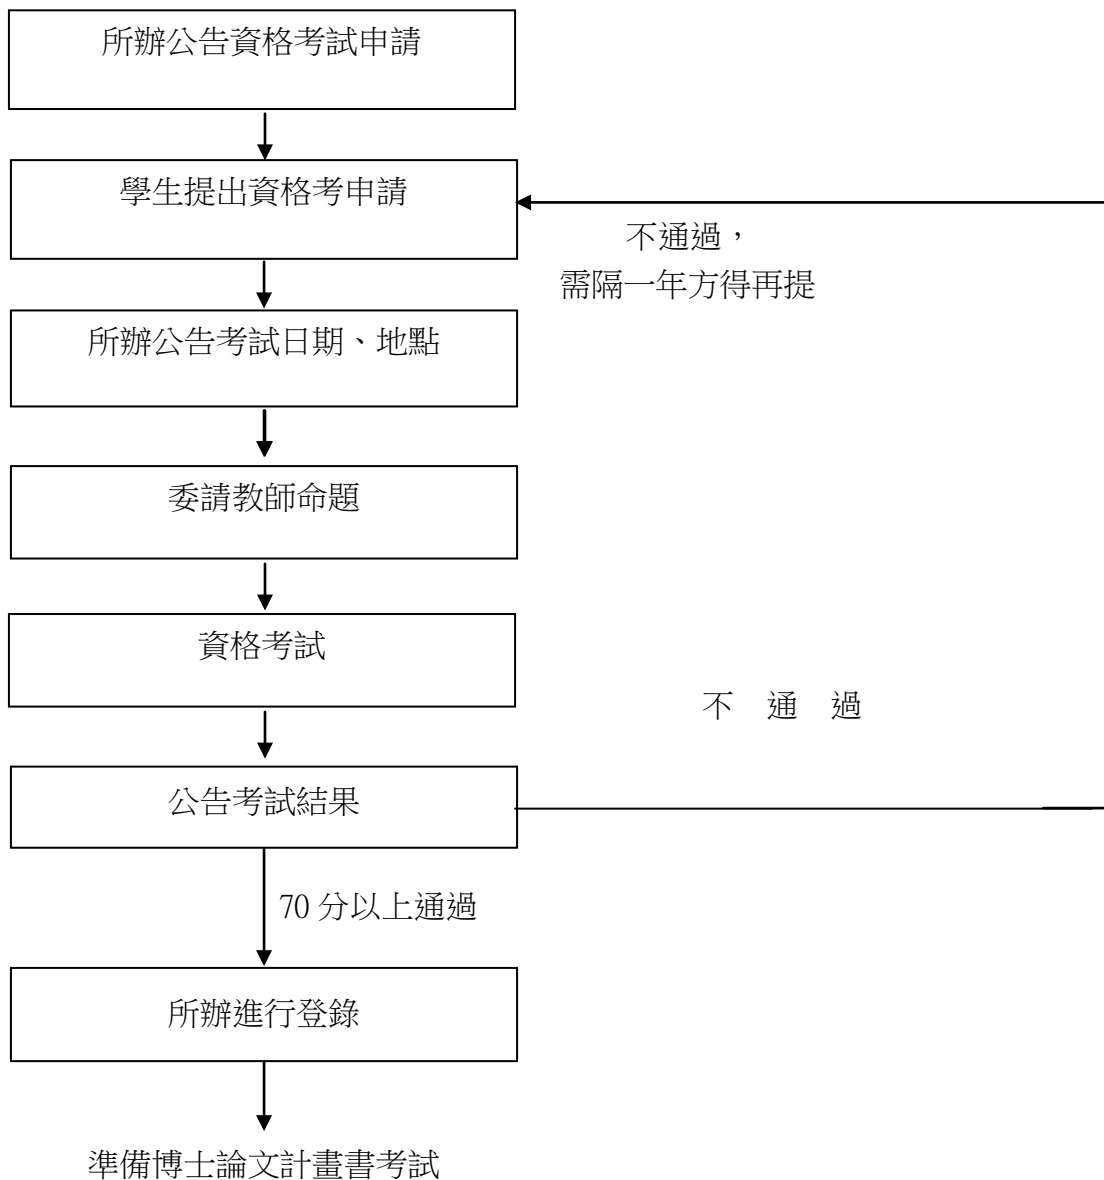 所辦公告資格考試申請
學生提出資格考申請
不通過，
需隔一年方得再提
所辦公告考試日期、地點
委請教師命題
資格考試
不　通　過
公告考試結果
70 分以上通過
所辦進行登錄
準備博士論文計畫書考試